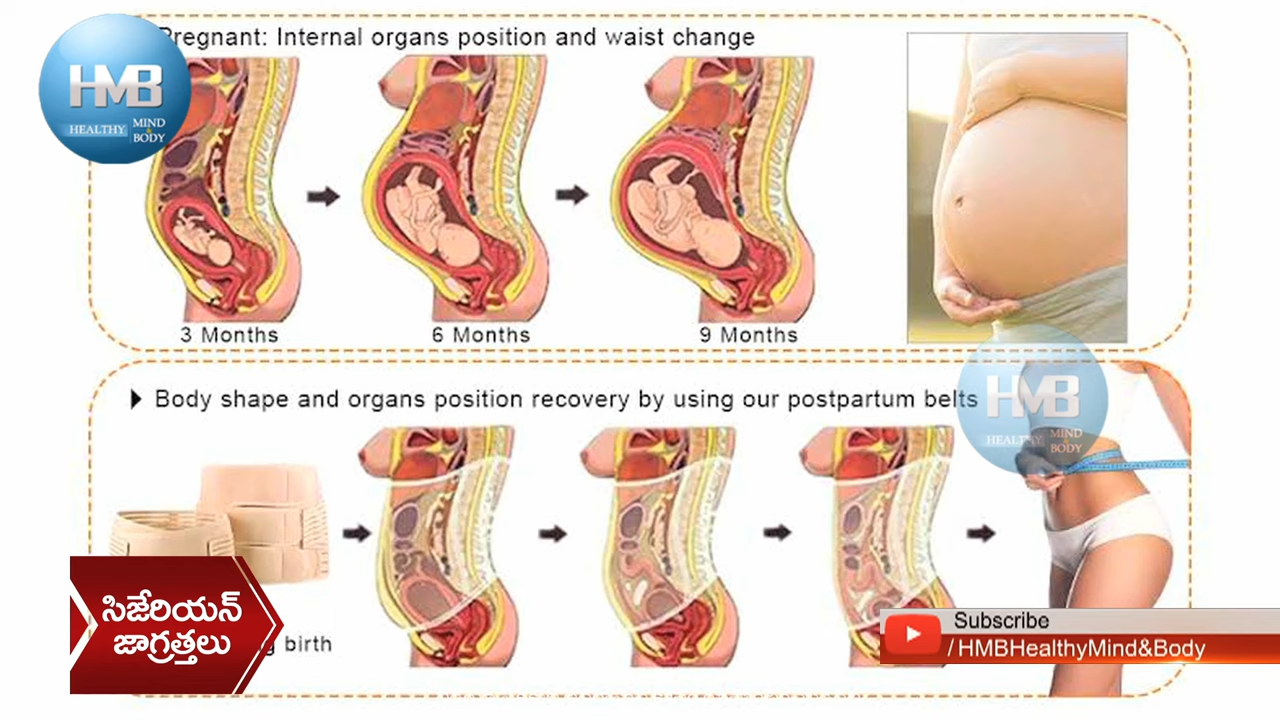 HMB
HEALTHY MIND & BODY
Pregnant: Internal organs position and waist change
3 Months
6 Months
9 Months
Body shape and organs position recovery by using our postpartum belts
HMB
HEALTHY MIND & BODY
సిజేరియన్
జాగ్రత్తలు
birth
Subscribe
/HMBHealthyMind&Body